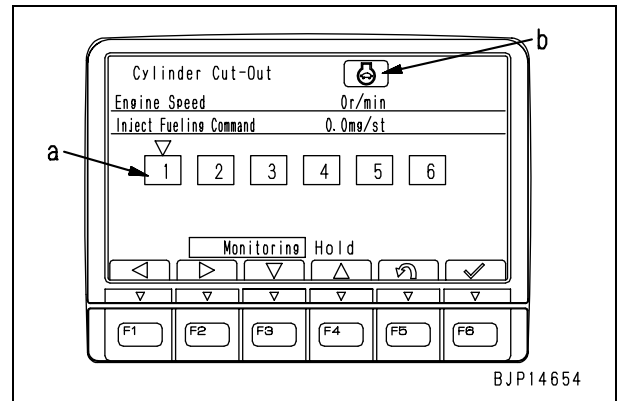 b
Cylinder Cut-Out
Engine Speed 0r/min
Inject Fueling Command 0.0mg/st
a
1 2 3 4 5 6
Monitoring Hold
F1 F2 F3 F4 F5 F6
BJP14654